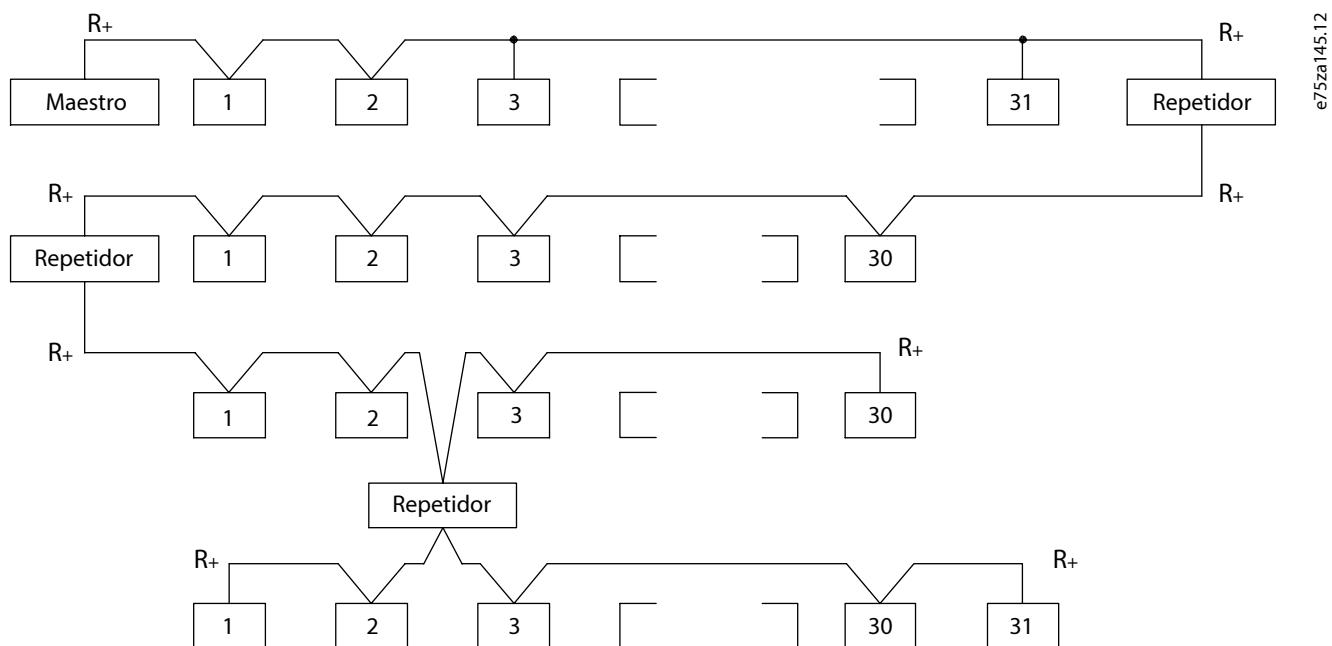 R+ R+
Maestro 1 2 3 31 Repetidor
e75za145.12
R+ R+
Repetidor 1 2 3 30
R+ R+
1 2 3 30
Repetidor
R+ R+
1 2 3 30 31